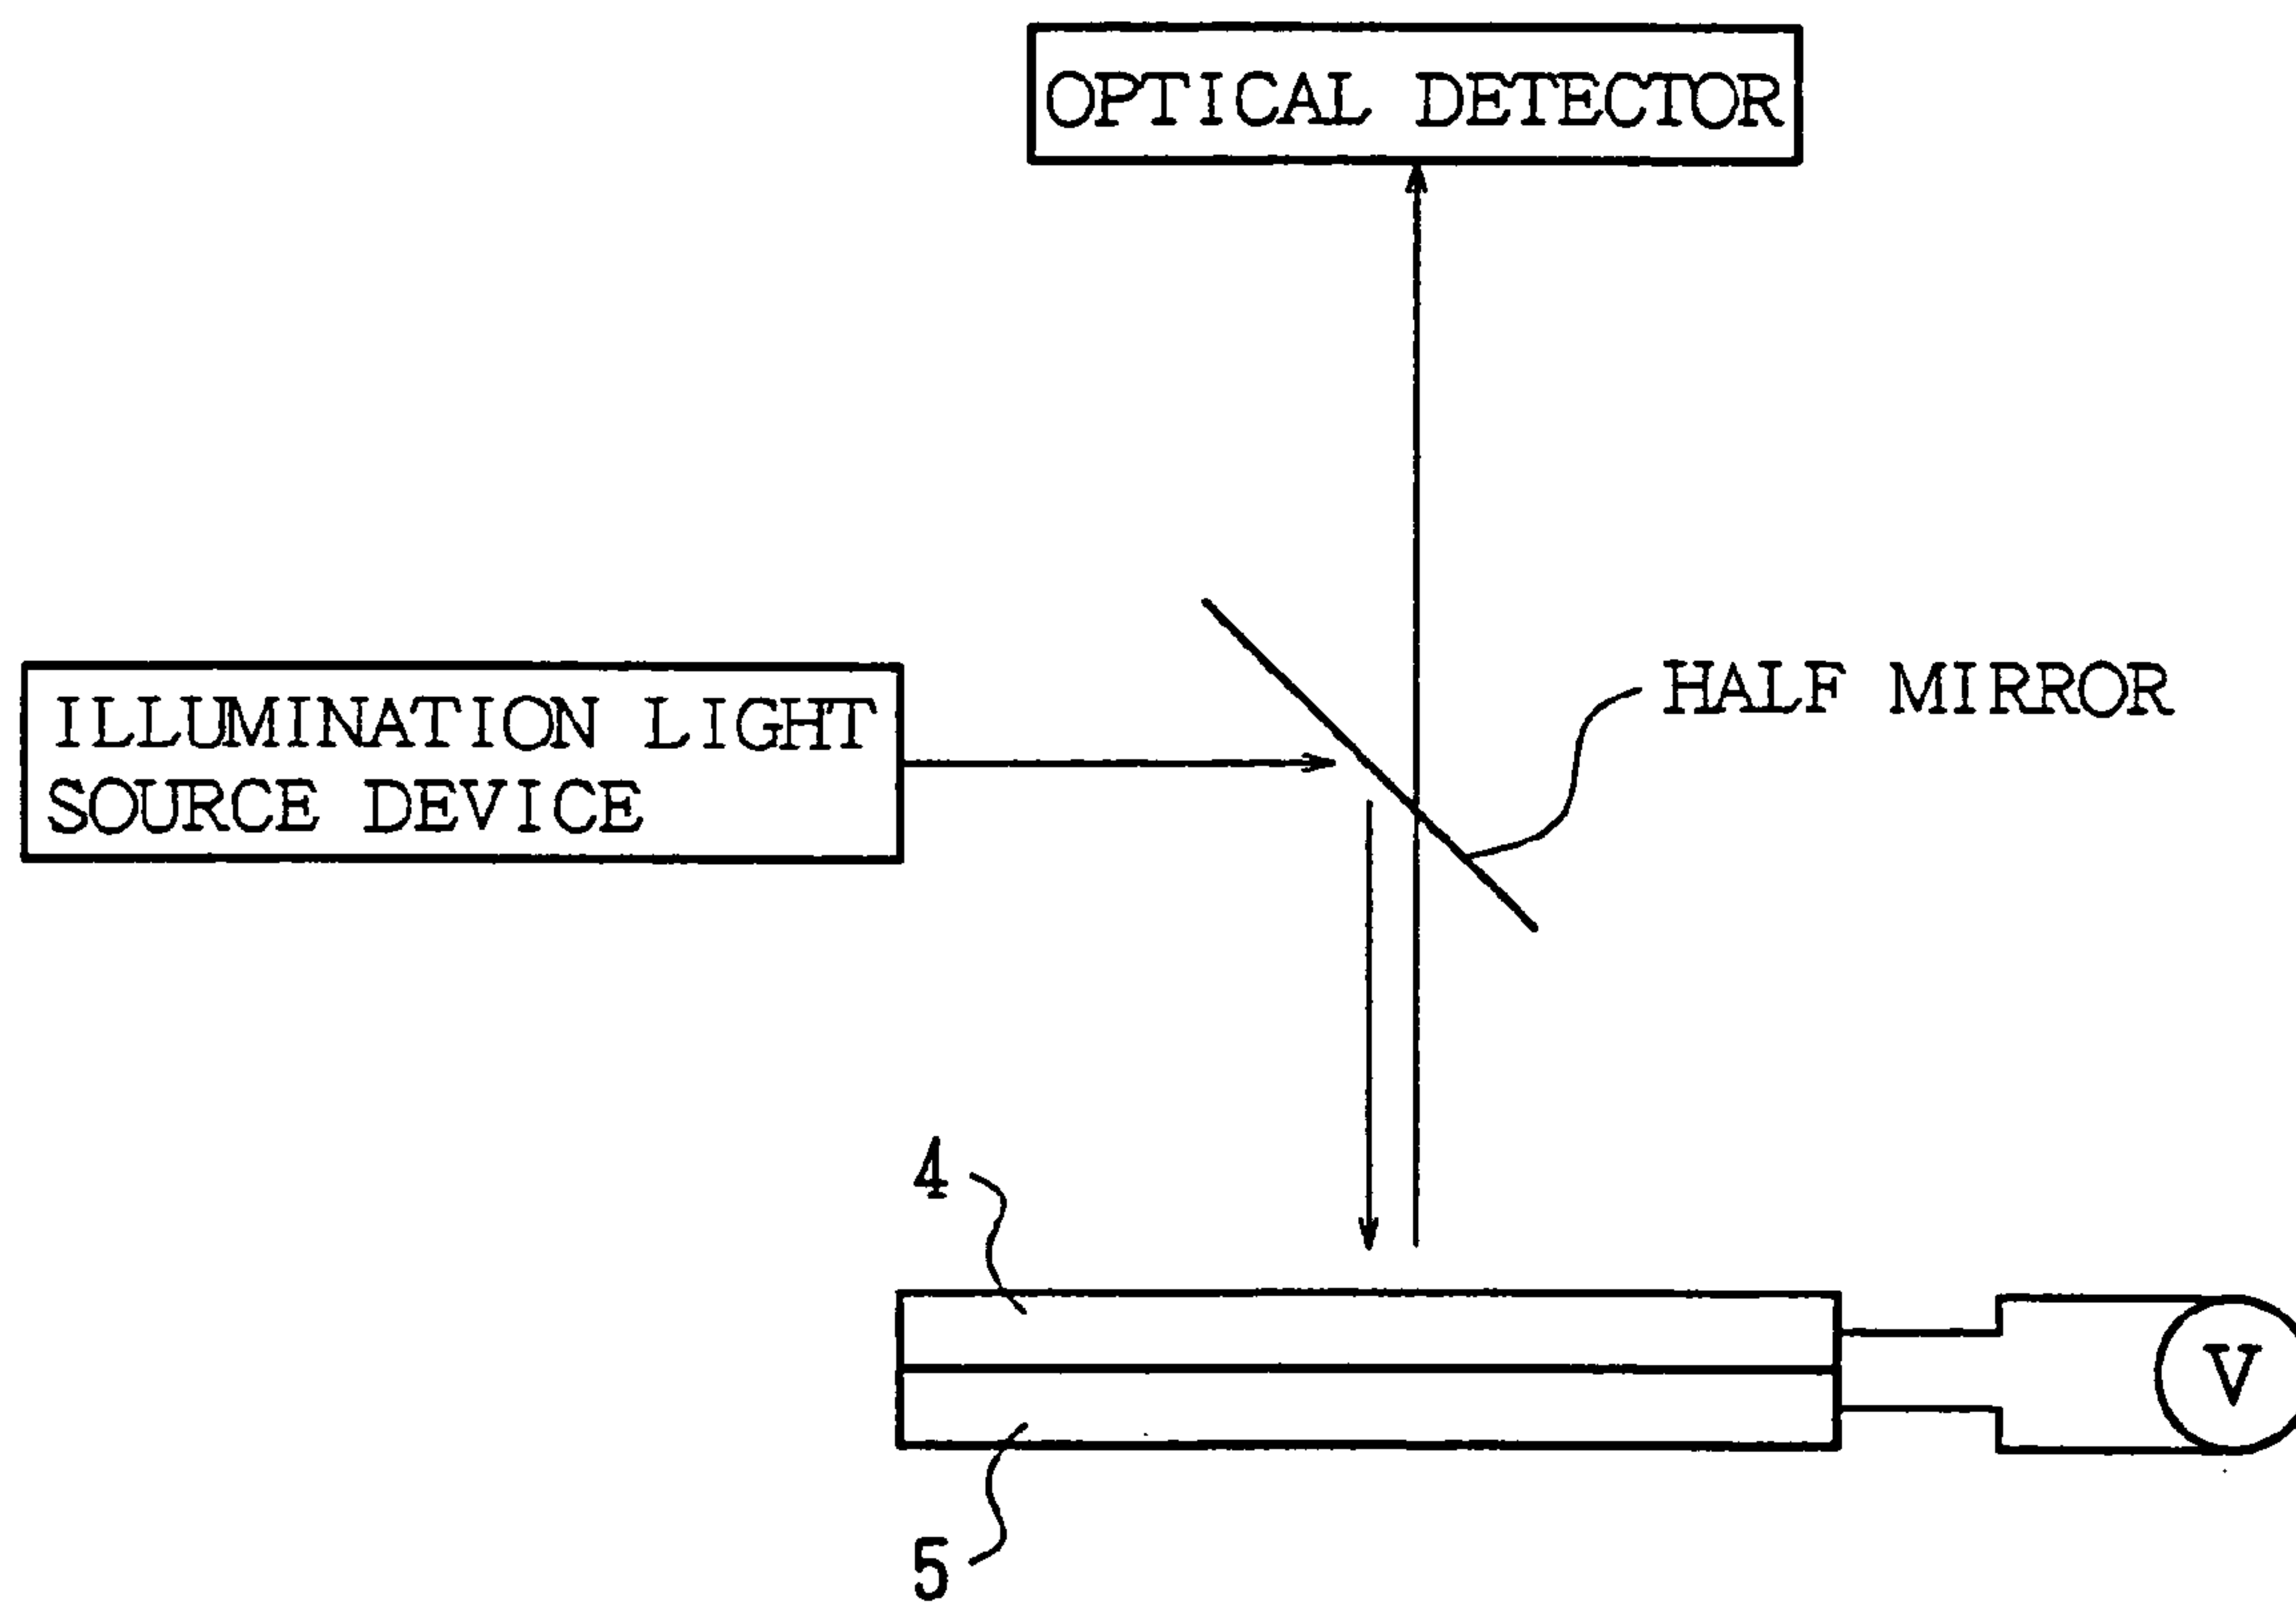 OPTICAL DETECTOR
ILLUMINATION LIGHT
SOURCE DEVICE
HALF MIRROR
4
V
5